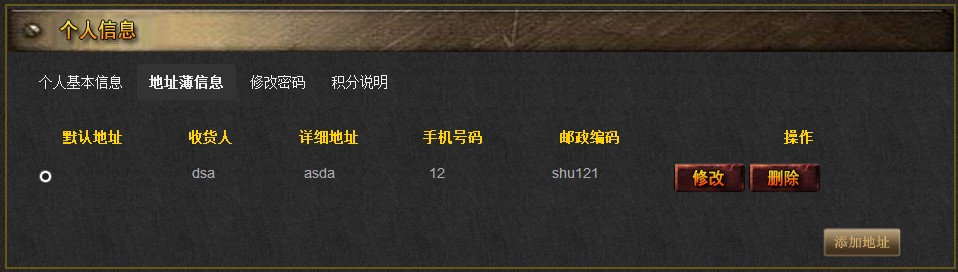 个人信息
个人基本信息 地址薄信息 修改密码 积分说明
默认地址 收货人 详细地址 手机号码 邮政编码 操作
dsa asda 12 shu121 修改 删除
添加地址